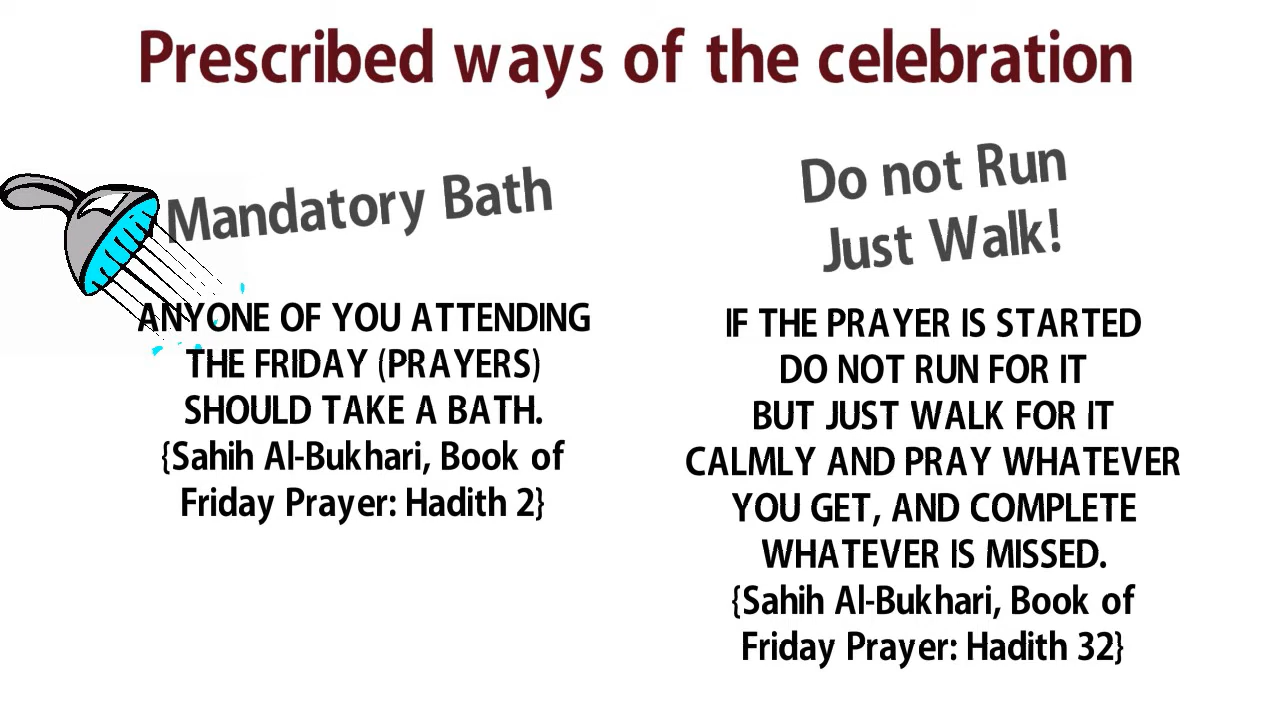 Prescribed ways of the celebration
Mandatory Bath
ANYONE OF YOU ATTENDING
THE FRIDAY (PRAYERS)
SHOULD TAKE A BATH.
{Sahih Al-Bukhari, Book of
Friday Prayer: Hadith 2}
Do not Run
Just Walk!
IF THE PRAYER IS STARTED
DO NOT RUN FOR IT
BUT JUST WALK FOR IT
CALMLY AND PRAY WHATEVER
YOU GET, AND COMPLETE
WHATEVER IS MISSED.
{Sahih Al-Bukhari, Book of
Friday Prayer: Hadith 32}